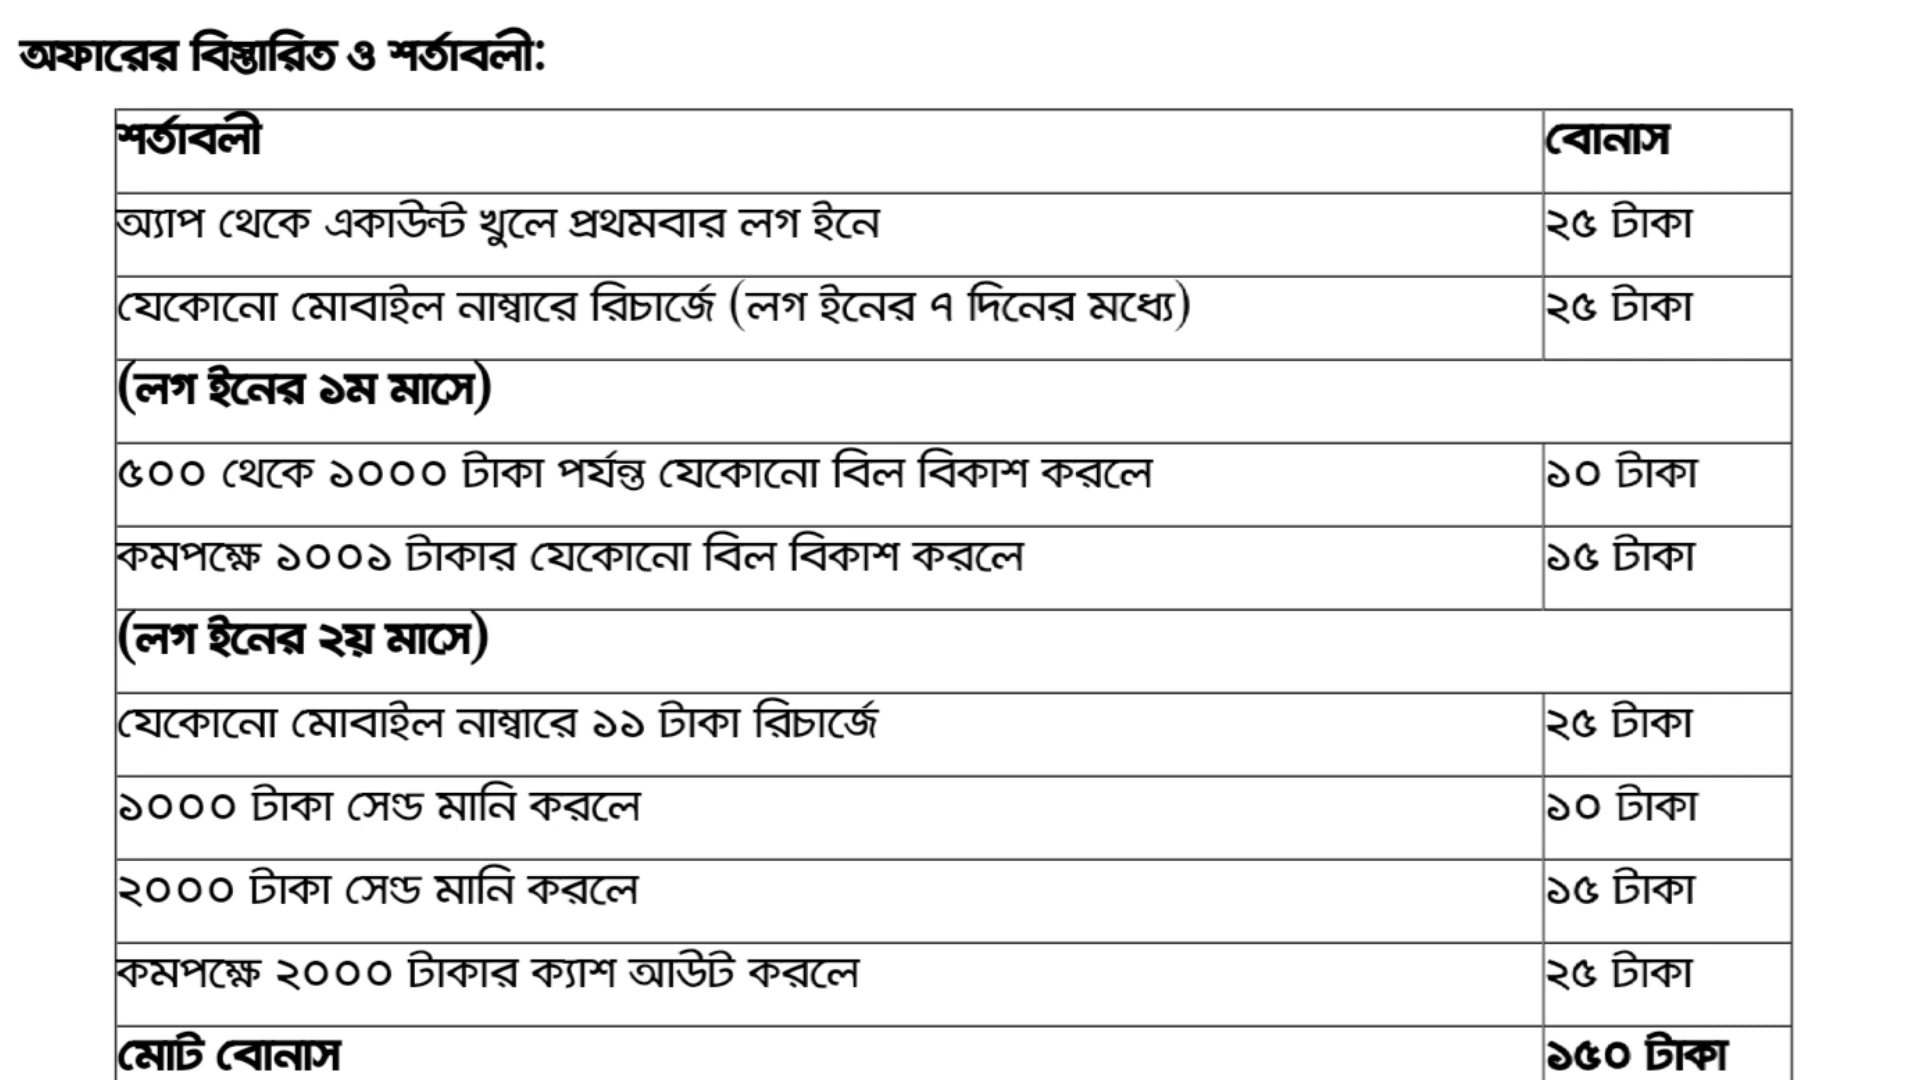 অফারের বিস্তারিত ও শর্তাবলী:
শর্তাবলী বোনাস
অ্যাপ থেকে একাউন্ট খুলে প্রথমবার লগ ইনে ২৫ টাকা
যেকোনো মোবাইল নাম্বারে রিচার্জে (লগ ইনের ৭ দিনের মধ্যে) ২৫ টাকা
(লগ ইনের ১ম মাসে)
৫০০ থেকে ১০০০ টাকা পর্যন্ত যেকোনো বিল বিকাশ করলে ১০ টাকা
কমপক্ষে ১০০১ টাকার যেকোনো বিল বিকাশ করলে ১৫ টাকা
(লগ ইনের ২য় মাসে)
যেকোনো মোবাইল নাম্বারে ১১ টাকা রিচার্জে ২৫ টাকা
১০০০ টাকা সেন্ড মানি করলে ১০ টাকা
২০০০ টাকা সেন্ড মানি করলে ১৫ টাকা
কমপক্ষে ২০০০ টাকার ক্যাশ আউট করলে ২৫ টাকা
মোট বোনাস ১৫০ টাকা